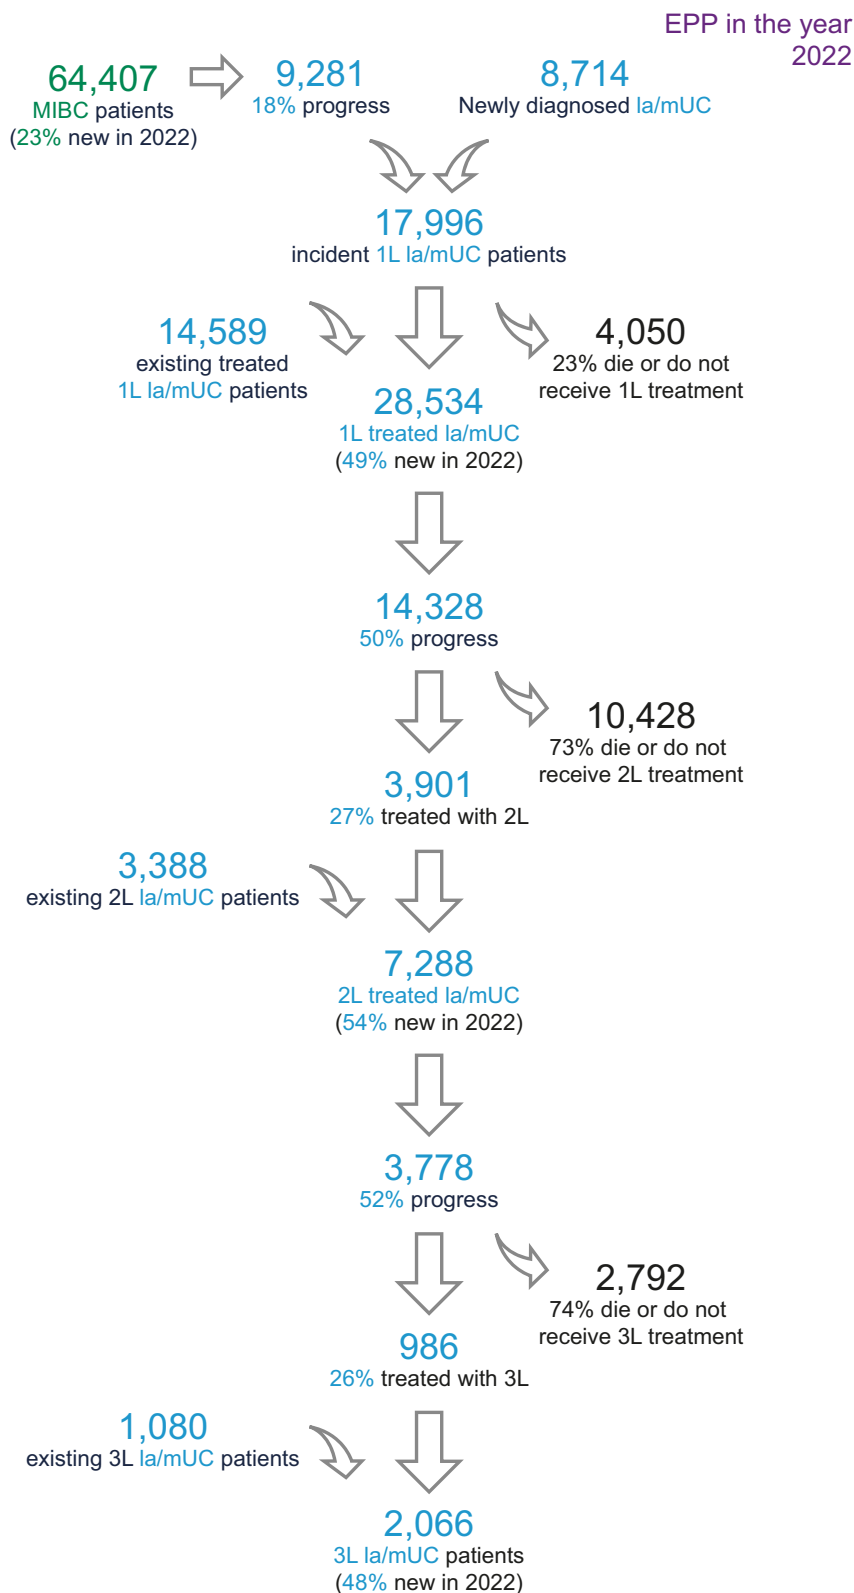 EPP in the year
2022
64,407
MIBC patients
(23% new in 2022)
9,281
18% progress
8,714
Newly diagnosed la/mUC
17,996
incident 1L la/mUC patients
14,589
existing treated
1L la/mUC patients
4,050
23% die or do not
receive 1L treatment
28,534
1L treated la/mUC
(49% new in 2022)
14,328
50% progress
10,428
73% die or do not
receive 2L treatment
3,901
27% treated with 2L
3,388
existing 2L la/mUC patients
7,288
2L treated la/mUC
(54% new in 2022)
3,778
52% progress
2,792
74% die or do not
receive 3L treatment
986
26% treated with 3L
1,080
existing 3L la/mUC patients
2,066
3L la/mUC patients
(48% new in 2022)